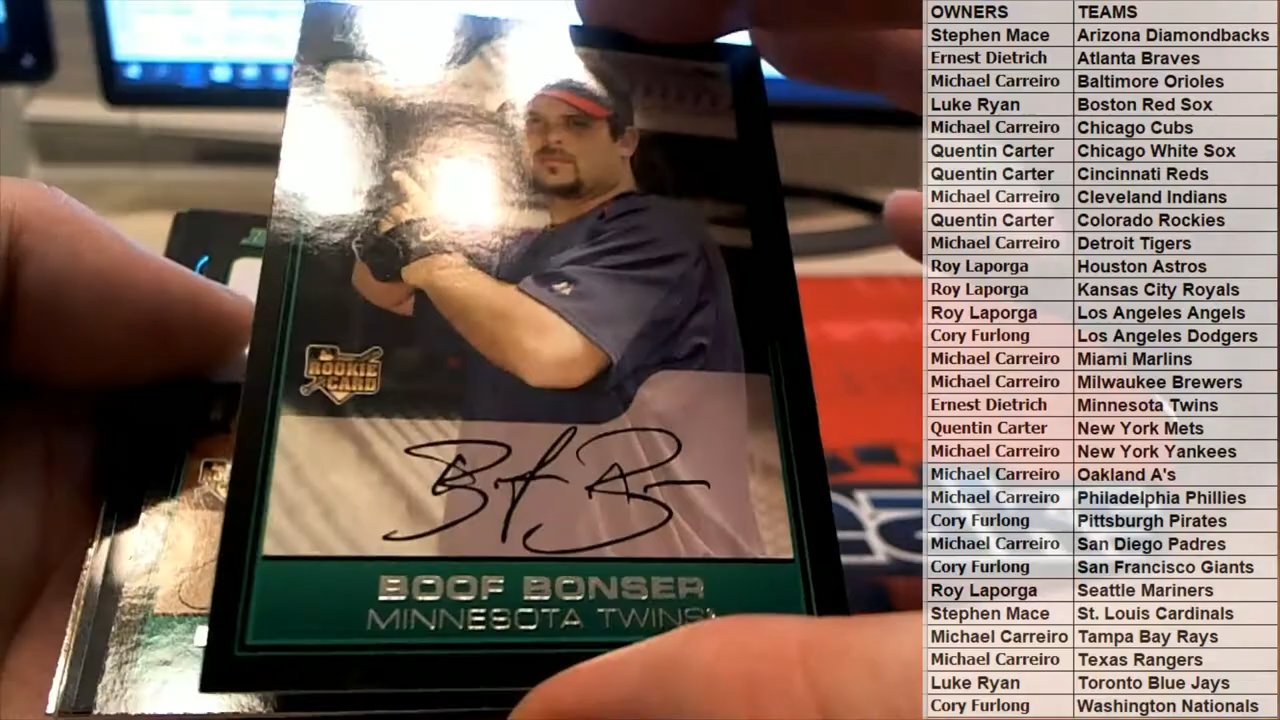 ROOKIE
CARD
BOOF BONSER
MINNESOTA TWINS
OWNERS TEAMS
Stephen Mace Arizona Diamondbacks
Ernest Dietrich Atlanta Braves
Michael Carreiro Baltimore Orioles
Luke Ryan Boston Red Sox
Michael Carreiro Chicago Cubs
Quentin Carter Chicago White Sox
Quentin Carter Cincinnati Reds
Michael Carreiro Cleveland Indians
Quentin Carter Colorado Rockies
Michael Carreiro Detroit Tigers
Roy Laporga Houston Astros
Roy Laporga Kansas City Royals
Roy Laporga Los Angeles Angels
Cory Furlong Los Angeles Dodgers
Michael Carreiro Miami Marlins
Michael Carreiro Milwaukee Brewers
Ernest Dietrich Minnesota Twins
Quentin Carter New York Mets
Michael Carreiro New York Yankees
Michael Carreiro Oakland A's
Michael Carreiro Philadelphia Phillies
Cory Furlong Pittsburgh Pirates
Michael Carreiro San Diego Padres
Cory Furlong San Francisco Giants
Roy Laporga Seattle Mariners
Stephen Mace St. Louis Cardinals
Michael Carreiro Tampa Bay Rays
Michael Carreiro Texas Rangers
Luke Ryan Toronto Blue Jays
Cory Furlong Washington Nationals